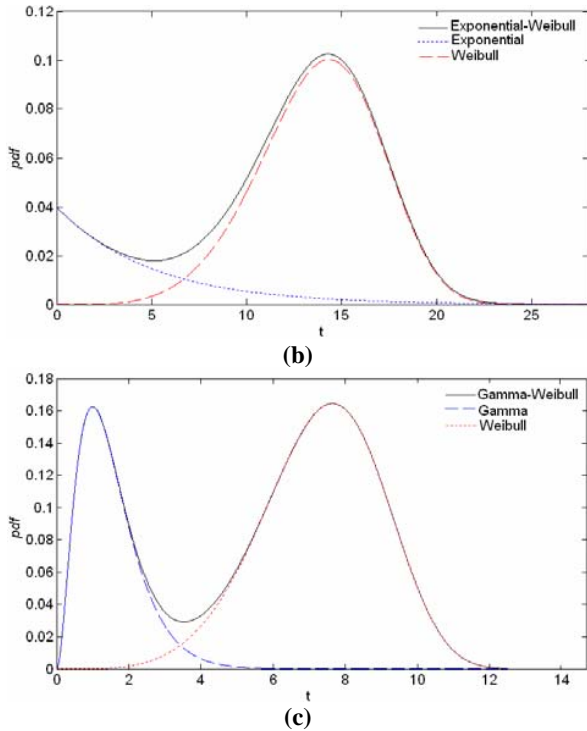 0.12
Exponential-Weibull
Exponential
Weibull
0.1
0.08
pdf
0.06
0.04
0.02
0
0 5 10 15 20 25
t
(b)
0.18
Gamma-Weibull
Gamma
Weibull
0.16
0.14
0.12
0.1
pdf
0.08
0.06
0.04
0.02
0
0 2 4 6 8 10 12 14
t
(c)